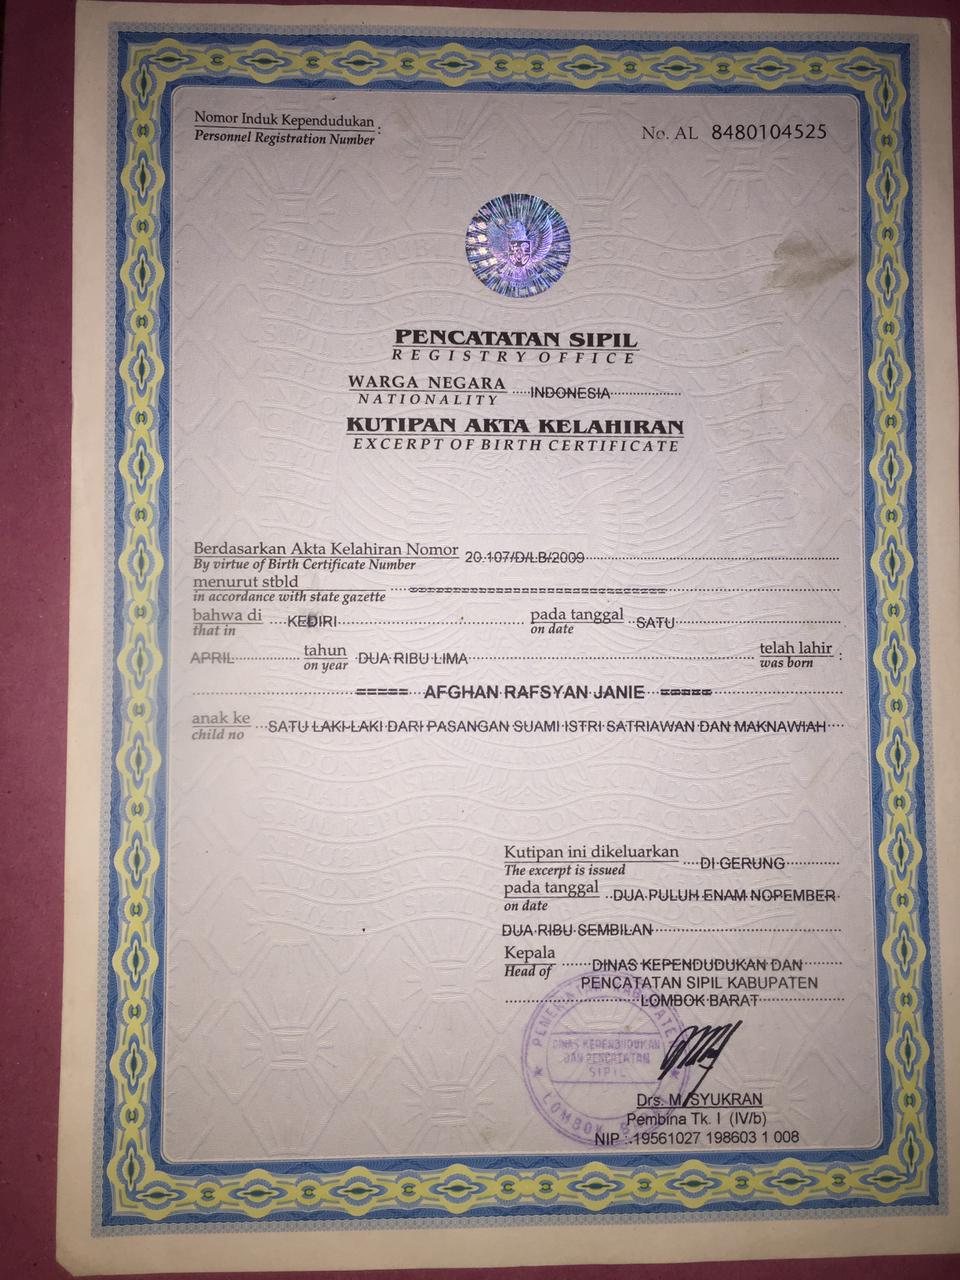 Nomor Induk Kependudukan :
Personnel Registration Number
No. AL 8480104525
PENCATATAN SIPIL
REGISTRY OFFICE
WARGA NEGARA INDONESIA
NATIONALITY
KUTIPAN AKTA KELAHIRAN
EXCERPT OF BIRTH CERTIFICATE
Berdasarkan Akta Kelahiran Nomor 20.107/D/LB/2009
By virtue of Birth Certificate Number
menurut stbld
in accordance with state gazette
bahwa di KEDIRI pada tanggal SATU
that in on date
APRIL tahun DUA RIBU LIMA telah lahir :
on year was born
===== AFGHAN RAFSYAN JANIE =====
anak ke SATU LAKI-LAKI DARI PASANGAN SUAMI ISTRI SATRIAWAN DAN MAKNAWIAH
child no
Kutipan ini dikeluarkan DI GERUNG
The excerpt is issued
pada tanggal DUA PULUH ENAM NOPEMBER
on date
DUA RIBU SEMBILAN
Kepala DINAS KEPENDUDUKAN DAN
Head of PENCATATAN SIPIL KABUPATEN
LOMBOK BARAT
DINAS KEPENDUDUKAN
DAN PENCATATAN
SIPIL
LOMBOK
Drs. M. SYUKRAN
Pembina Tk. I (IV/b)
NIP : 19561027 198603 1 008